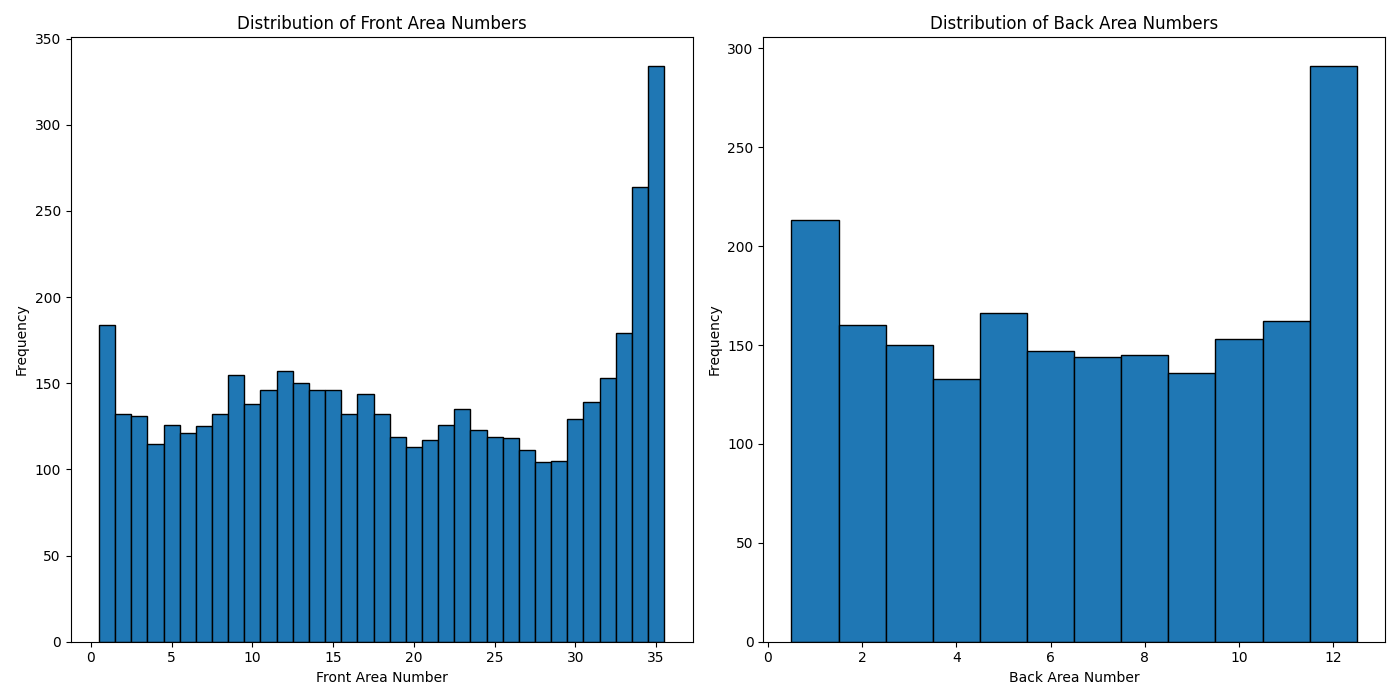 Distribution of Front Area Numbers
350
300
250
200
150
100
50
0
Frequency
0 5 10 15 20 25 30 35
Front Area Number
Distribution of Back Area Numbers
300
250
200
150
100
50
0
Frequency
0 2 4 6 8 10 12
Back Area Number